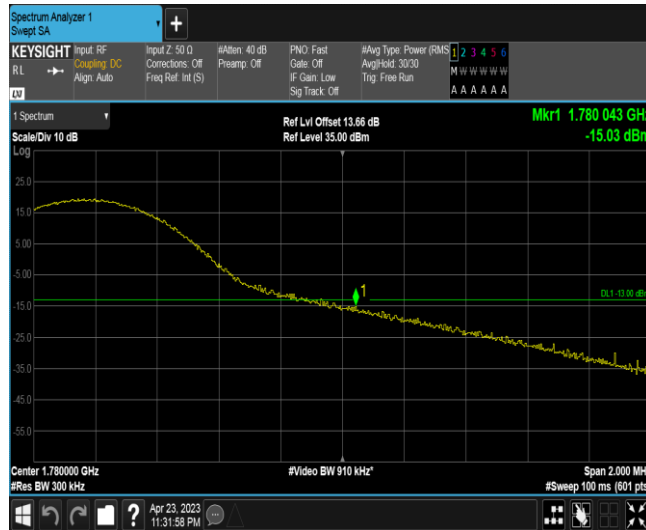 Spectrum Analyzer 1
Swept SA
+
KEYSIGHT
RL
LXI
Input: RF
Coupling: DC
Align: Auto
Input Z: 50 Ω
Corrections: Off
Freq Ref: Int (S)
#Atten: 40 dB
Preamp: Off
PNO: Fast
Gate: Off
IF Gain: Low
Sig Track: Off
#Avg Type: Power (RMS
Avg|Hold: 30/30
Trig: Free Run
1 2 3 4 5 6
M W W W W W
A A A A A A
1 Spectrum
Scale/Div 10 dB
Log
Ref Lvl Offset 13.66 dB
Ref Level 35.00 dBm
Mkr1 1.780 043 GHz
-15.03 dBm
25.0
15.0
5.00
-5.00
-15.0
-25.0
-35.0
-45.0
-55.0
1
DL1 -13.00 dBm
Center 1.780000 GHz
#Res BW 300 kHz
#Video BW 910 kHz*
Span 2.000 MH
#Sweep 100 ms (601 pts
?
Apr 23, 2023
11:31:58 PM